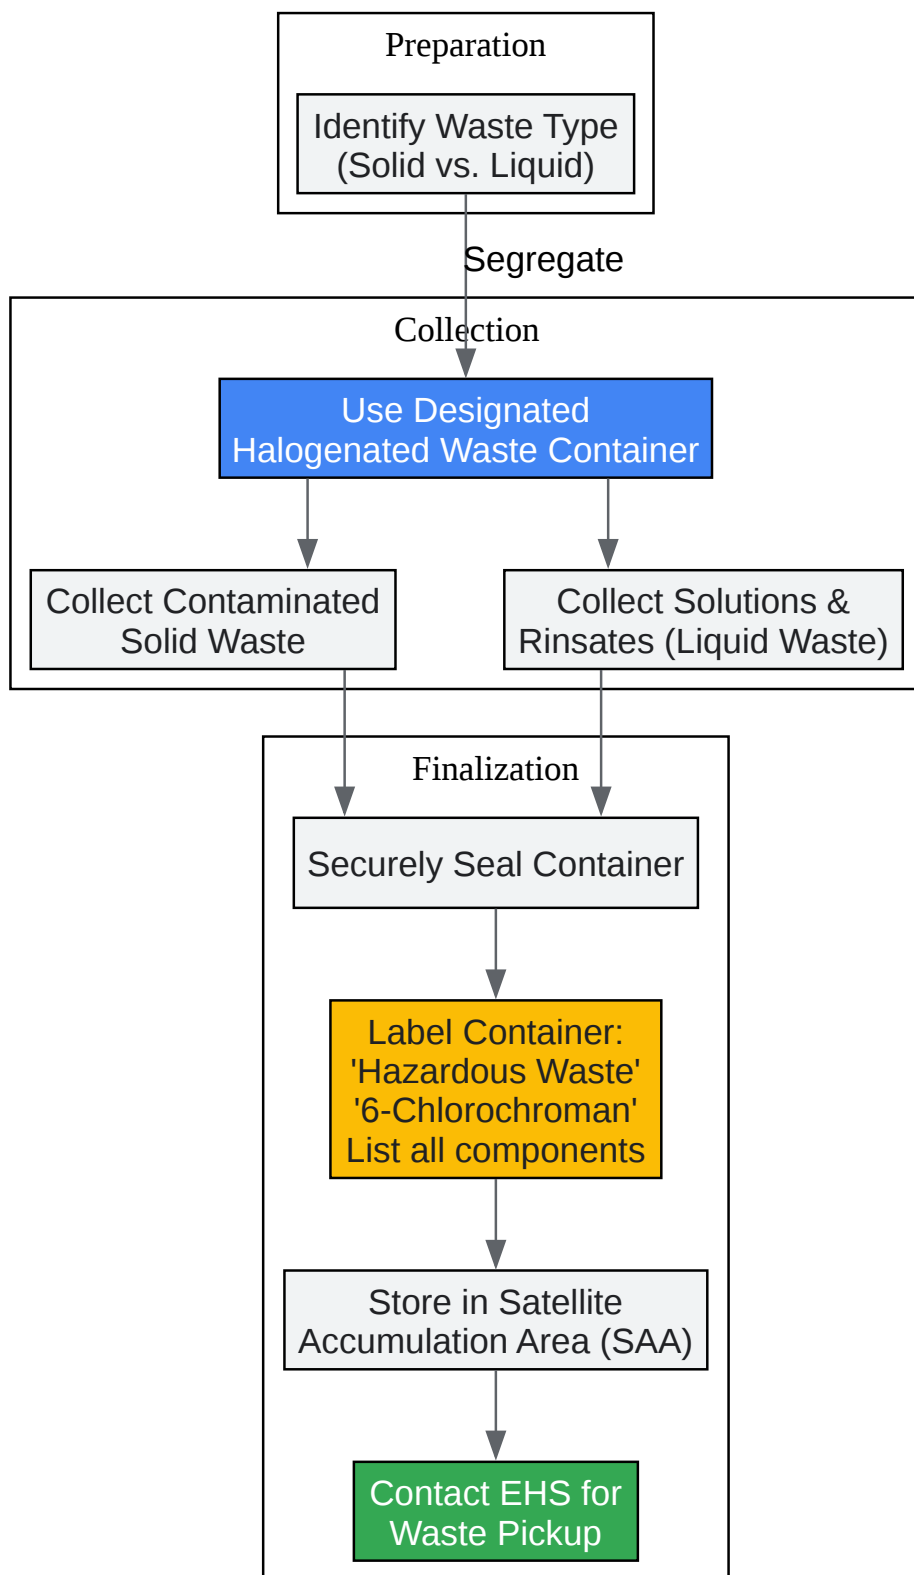 Preparation
Identify Waste Type
(Solid vs. Liquid)
Segregate
Collection
Use Designated
Halogenated Waste Container
Collect Contaminated
Solid Waste
Collect Solutions &
Rinsates (Liquid Waste)
Finalization
Securely Seal Container
Label Container:
'Hazardous Waste'
'6-Chlorochroman'
List all components
Store in Satellite
Accumulation Area (SAA)
Contact EHS for
Waste Pickup